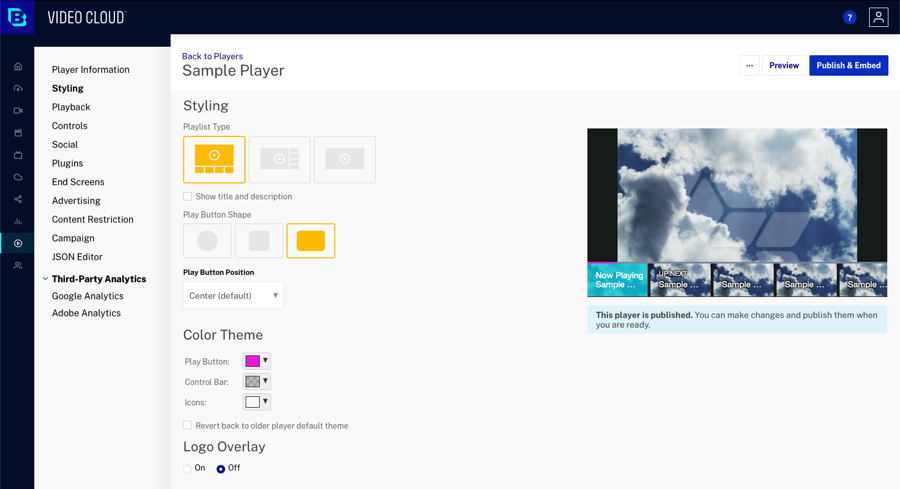 VIDEO CLOUD™
?
Back to Players
Sample Player
...
Preview
Publish & Embed
Player Information
Styling
Playback
Controls
Social
Plugins
End Screens
Advertising
Content Restriction
Campaign
JSON Editor
Third-Party Analytics
Google Analytics
Adobe Analytics
Styling
Playlist Type
Show title and description
Play Button Shape
Play Button Position
Center (default)
Color Theme
Play Button:
Control Bar:
Icons:
Revert back to older player default theme
Logo Overlay
On
Off
Now Playing
Sample ...
UP NEXT
Sample ...
Sample ...
Sample ...
Sample ...
This player is published. You can make changes and publish them when
you are ready.